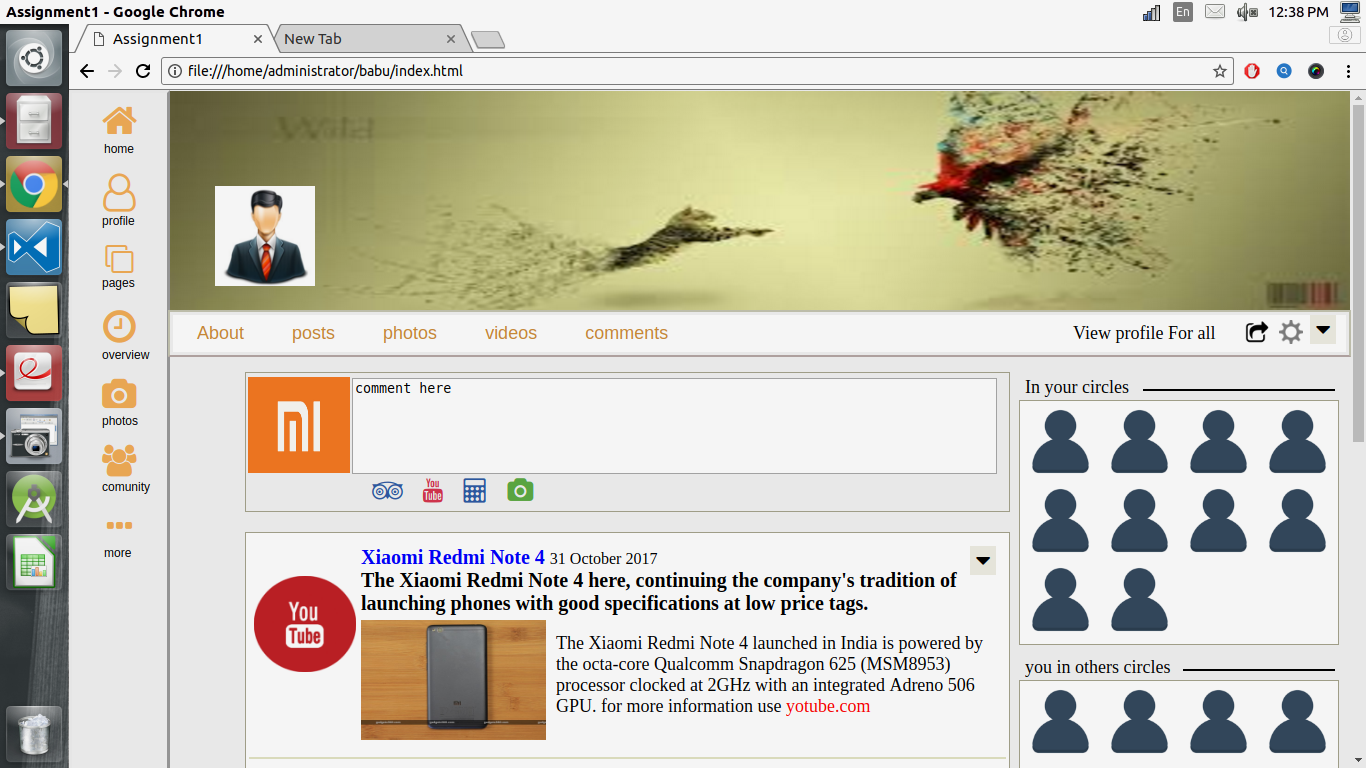 Assignment1 - Google Chrome
En
12:38 PM
Assignment1
New Tab
file:///home/administrator/babu/index.html
home
profile
pages
overview
photos
comunity
more
Wild
About posts photos videos comments
View profile For all
comment here
You
Tube
Xiaomi Redmi Note 4 31 October 2017
The Xiaomi Redmi Note 4 here, continuing the company's tradition of
launching phones with good specifications at low price tags.
You
Tube
The Xiaomi Redmi Note 4 launched in India is powered by
the octa-core Qualcomm Snapdragon 625 (MSM8953)
processor clocked at 2GHz with an integrated Adreno 506
GPU. for more information use yotube.com
In your circles
you in others circles